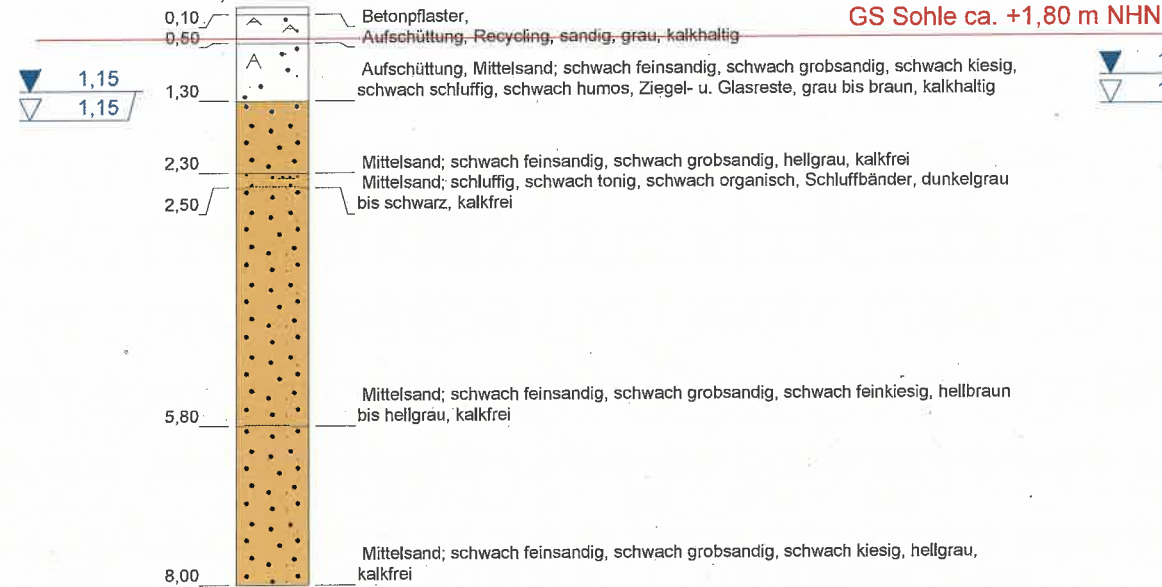 GS Sohle ca. +1,80 m NHN
0,10 Betonpflaster,
0,50 Aufschüttung, Recycling, sandig, grau, kalkhaltig
A
A
A
1,15
1,15
1,30
Aufschüttung, Mittelsand; schwach feinsandig, schwach grobsandig, schwach kiesig,
schwach schluffig, schwach humos, Ziegel- u. Glasreste, grau bis braun, kalkhaltig
2,30 Mittelsand; schwach feinsandig, schwach grobsandig, hellgrau, kalkfrei
Mittelsand; schluffig, schwach tonig, schwach organisch, Schluffbänder, dunkelgrau
2,50 bis schwarz, kalkfrei
Mittelsand; schwach feinsandig, schwach grobsandig, schwach feinkiesig, hellbraun
5,80 bis hellgrau, kalkfrei
Mittelsand; schwach feinsandig, schwach grobsandig, schwach kiesig, hellgrau,
8,00 kalkfrei